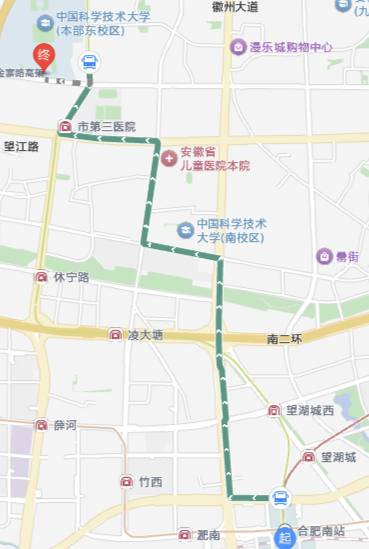 中国科学技术大学
(本部东校区)
徽州大道
(九
漫乐城购物中心
终
金寨路高架
市第三医院
望江路
安徽省
儿童医院本院
中国科学技术
大学(南校区)
罍街
休宁路
凌大塘
南二环
望湖城西
薛河
望湖城
竹西
淝南
合肥南站
起